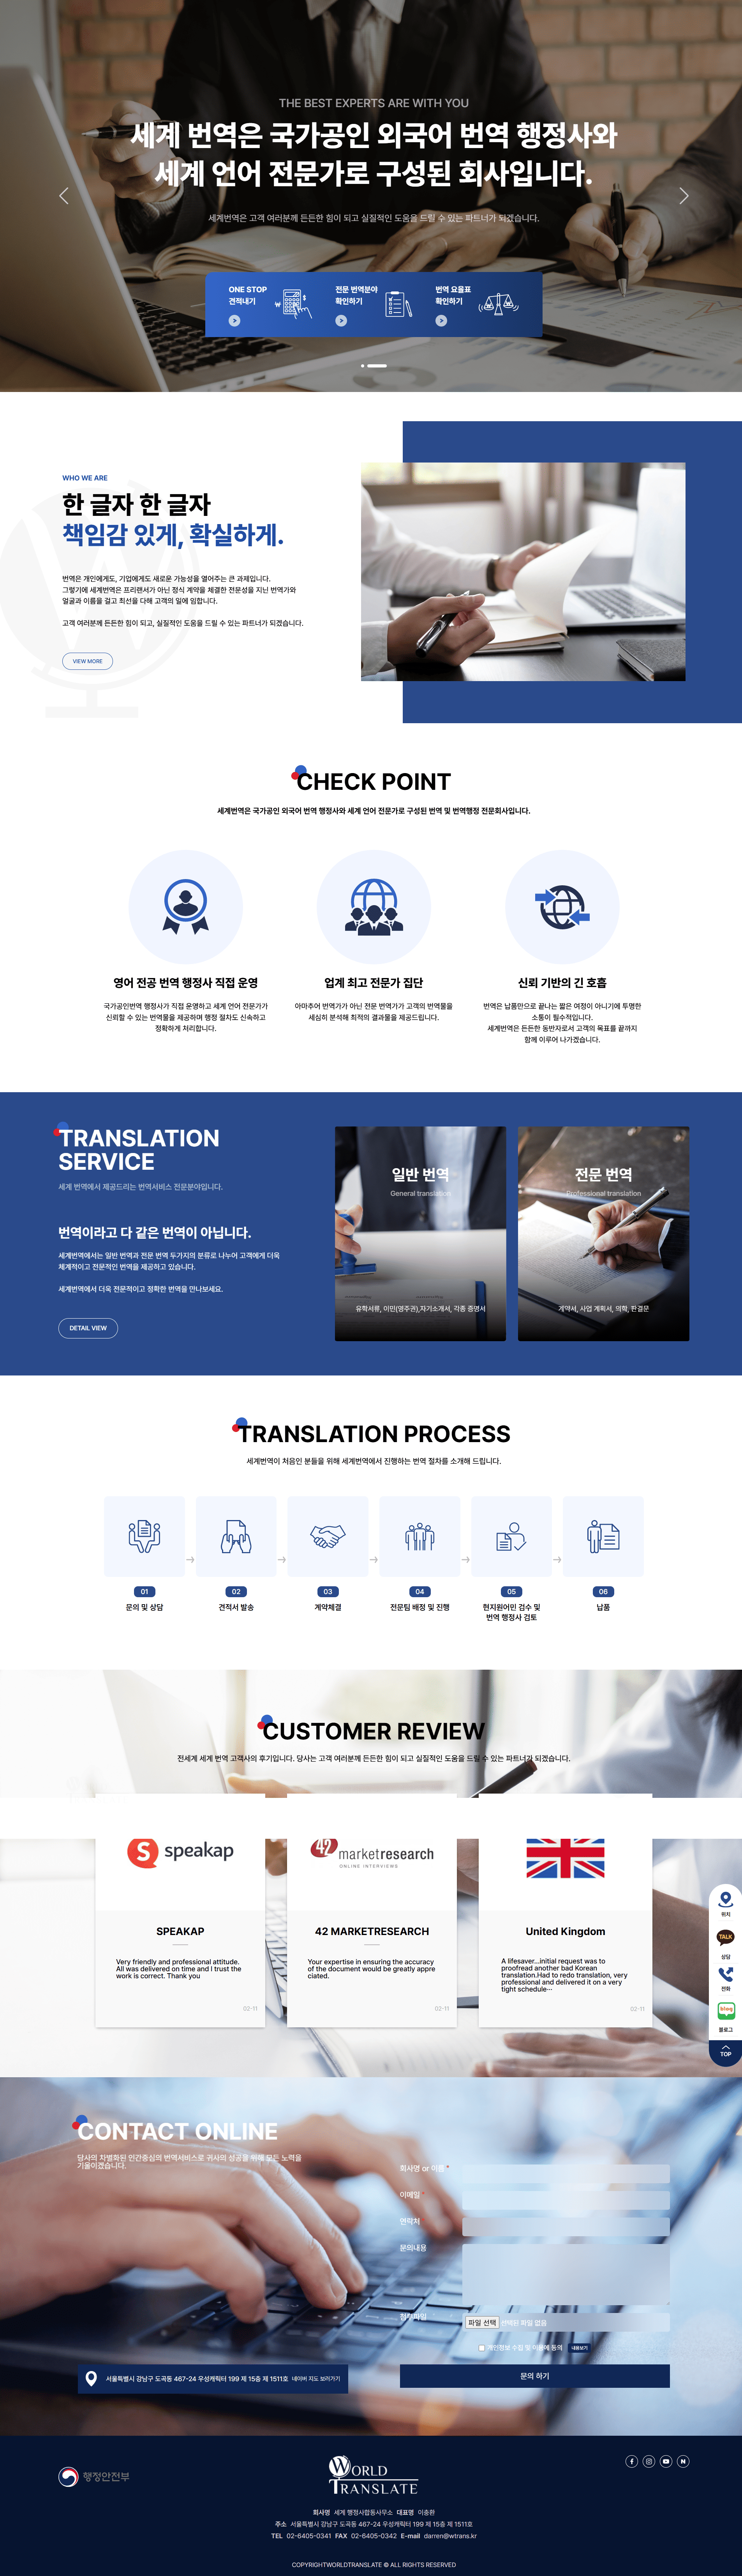 THE BEST EXPERTS ARE WITH YOU
세계 번역은 국가공인 외국어 번역 행정사와
세계 언어 전문가로 구성된 회사입니다.
세계번역은 고객 여러분께 든든한 힘이 되고 실질적인 도움을 드릴 수 있는 파트너가 되겠습니다.
ONE STOP
견적내기
전문 번역분야
확인하기
번역 요율표
확인하기
WHO WE ARE
한 글자 한 글자
책임감 있게, 확실하게.
번역은 개인에게도, 기업에게도 새로운 가능성을 열어주는 큰 과제입니다.
그렇기에 세계번역은 프리랜서가 아닌 정식 계약을 체결한 전문성을 지닌 번역가와
얼굴과 이름을 걸고 최선을 다해 고객의 일에 임합니다.
고객 여러분께 든든한 힘이 되고, 실질적인 도움을 드릴 수 있는 파트너가 되겠습니다.
VIEW MORE
CHECK POINT
세계번역은 국가공인 외국어 번역 행정사와 세계 언어 전문가로 구성된 번역 및 번역행정 전문회사입니다.
영어 전공 번역 행정사 직접 운영
국가공인번역 행정사가 직접 운영하고 세계 언어 전문가가
신뢰할 수 있는 번역물을 제공하며 행정 절차도 신속하고
정확하게 처리합니다.
업계 최고 전문가 집단
아마추어 번역가가 아닌 전문 번역가가 고객의 번역물을
세심히 분석해 최적의 결과물을 제공드립니다.
신뢰 기반의 긴 호흡
번역은 납품만으로 끝나는 짧은 여정이 아니기에 투명한
소통이 필수적입니다.
세계번역은 든든한 동반자로서 고객의 목표를 끝까지
함께 이루어 나가겠습니다.
TRANSLATION
SERVICE
세계 번역에서 제공드리는 번역서비스 전문분야입니다.
번역이라고 다 같은 번역이 아닙니다.
세계번역에서는 일반 번역과 전문 번역 두가지의 분류로 나누어 고객에게 더욱
체계적이고 전문적인 번역을 제공하고 있습니다.
세계번역에서 더욱 전문적이고 정확한 번역을 만나보세요.
DETAIL VIEW
일반 번역
General translation
유학서류, 이민(영주권),자기소개서, 각종 증명서
전문 번역
Professional translation
계약서, 사업 계획서, 의학, 판결문
TRANSLATION PROCESS
세계번역이 처음인 분들을 위해 세계번역에서 진행하는 번역 절차를 소개해 드립니다.
01
문의 및 상담
02
견적서 발송
03
계약체결
04
전문팀 배정 및 진행
05
현지원어민 검수 및
번역 행정사 검토
06
납품
CUSTOMER REVIEW
전세계 세계 번역 고객사의 후기입니다. 당사는 고객 여러분께 든든한 힘이 되고 실질적인 도움을 드릴 수 있는 파트너가 되겠습니다.
S speakap
SPEAKAP
Very friendly and professional attitude.
All was delivered on time and I trust the
work is correct. Thank you
02-11
42 marketresearch
ONLINE INTERVIEWS
42 MARKETRESEARCH
Your expertise in ensuring the accuracy
of the document would be greatly appre
ciated.
02-11
United Kingdom
A lifesaver...initial request was to
proofread another bad Korean
translation.Had to redo translation, very
professional and delivered it on a very
tight schedule…
02-11
위치
TALK
상담
전화
blog
블로그
TOP
CONTACT ONLINE
당사의 차별화된 인간중심의 번역서비스로 귀사의 성공을 위해 모든 노력을
기울이겠습니다.
회사명 or 이름 *
이메일 *
연락처
문의내용
첨부파일
파일 선택 선택된 파일 없음
개인정보 수집 및 이용에 동의 내용보기
문의 하기
서울특별시 강남구 도곡동 467-24 우성캐릭터 199 제 15층 제 1511호 네이버 지도 보러가기
행정안전부
WORLD
TRANSLATE
회사명 세계 행정사합동사무소 대표명 이충환
주소 서울특별시 강남구 도곡동 467-24 우성캐릭터 199 제 15층 제 1511호
TEL 02-6405-0341 FAX 02-6405-0342 E-mail darren@wtrans.kr
COPYRIGHTWORLDTRANSLATE © ALL RIGHTS RESERVED